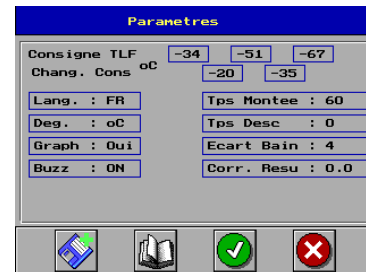 Parametres
Consigne TLF -34 -51 -67
Chang. Cons oC -20 -35
Lang. : FR Tps Montee : 60
Deg. : oC Tps Desc : 0
Graph : Oui Ecart Bain : 4
Buzz : ON Corr. Resu : 0.0